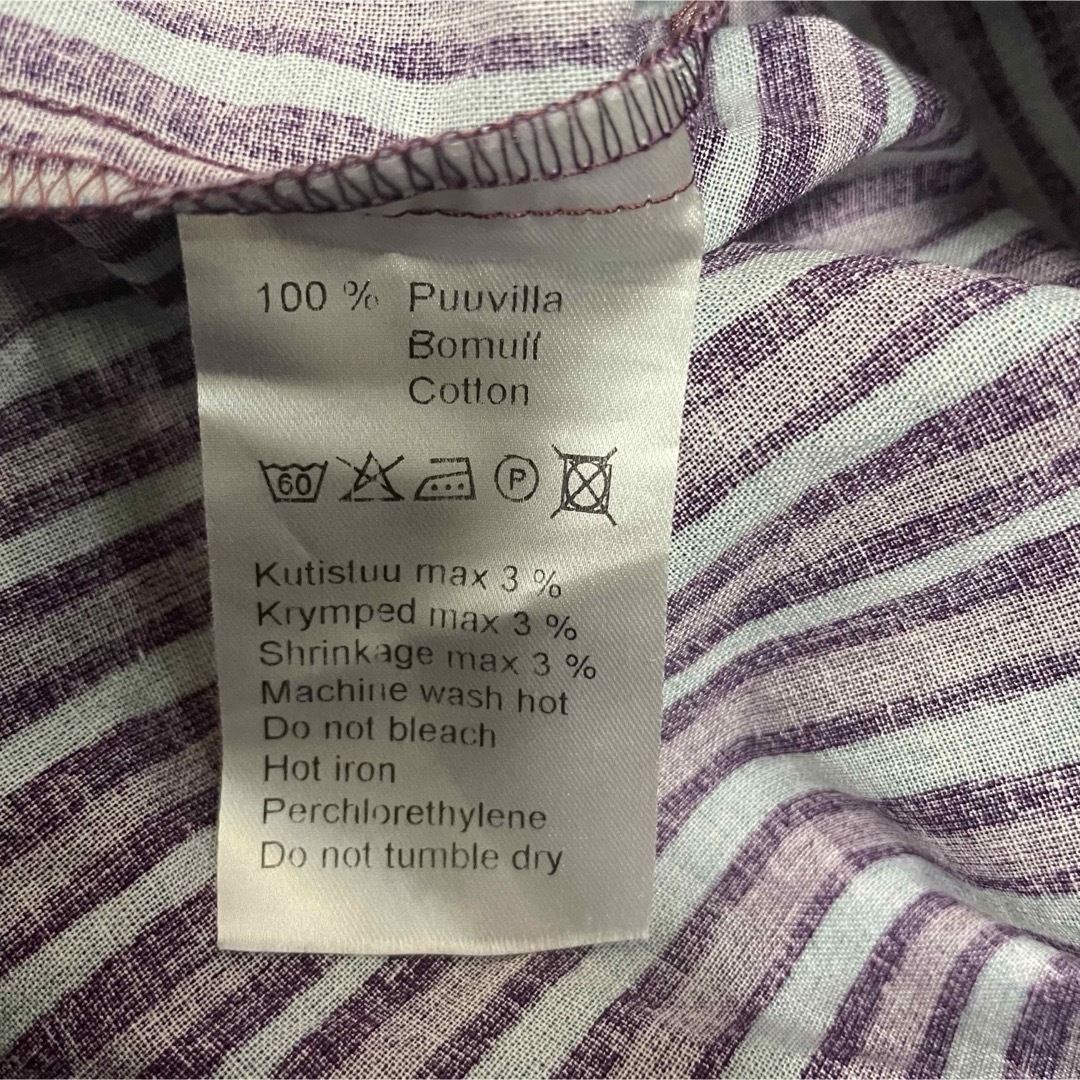 100 % Puuvilla
Bomull
Cotton
60 P
Kutistuu max 3 %
Krymped max 3 %
Shrinkage max 3 %
Machine wash hot
Do not bleach
Hot iron
Perchlorethylene
Do not tumble dry